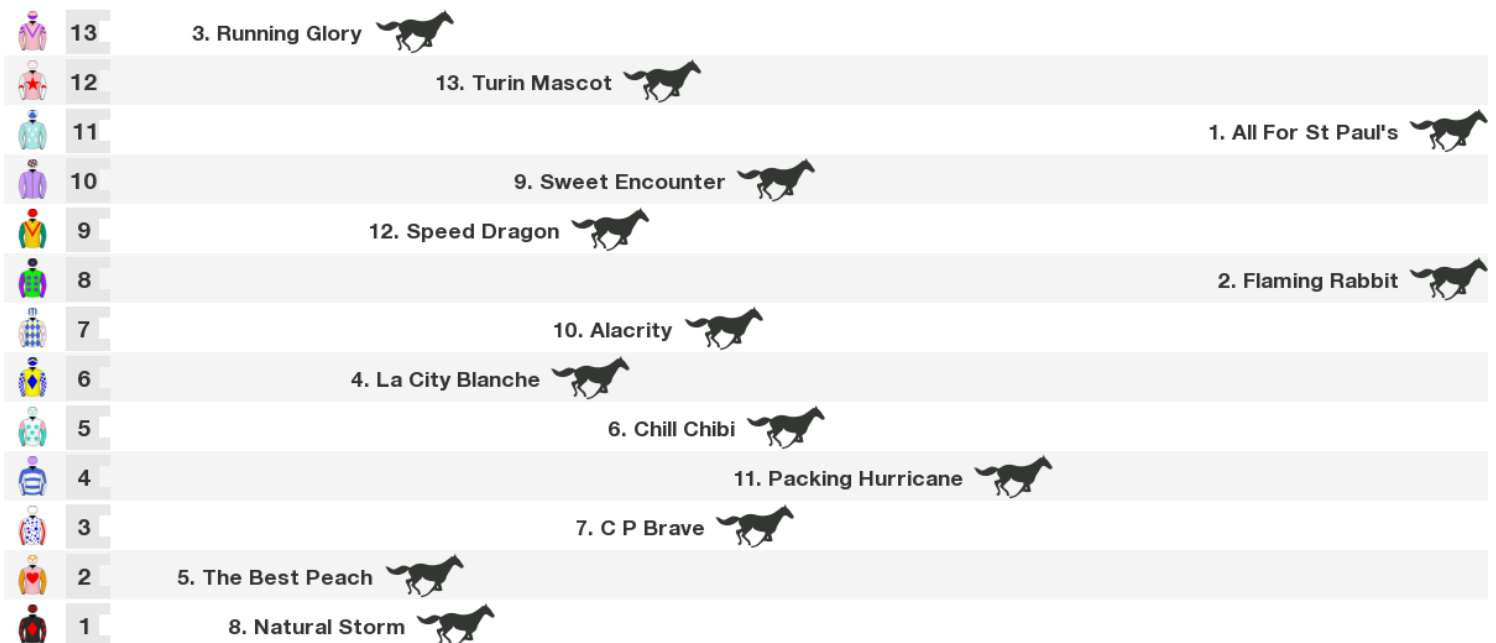 13 3. Running Glory
12 13. Turin Mascot
11 1. All For St Paul's
10 9. Sweet Encounter
9 12. Speed Dragon
8 2. Flaming Rabbit
7 10. Alacrity
6 4. La City Blanche
5 6. Chill Chibi
4 11. Packing Hurricane
3 7. C P Brave
2 5. The Best Peach
1 8. Natural Storm